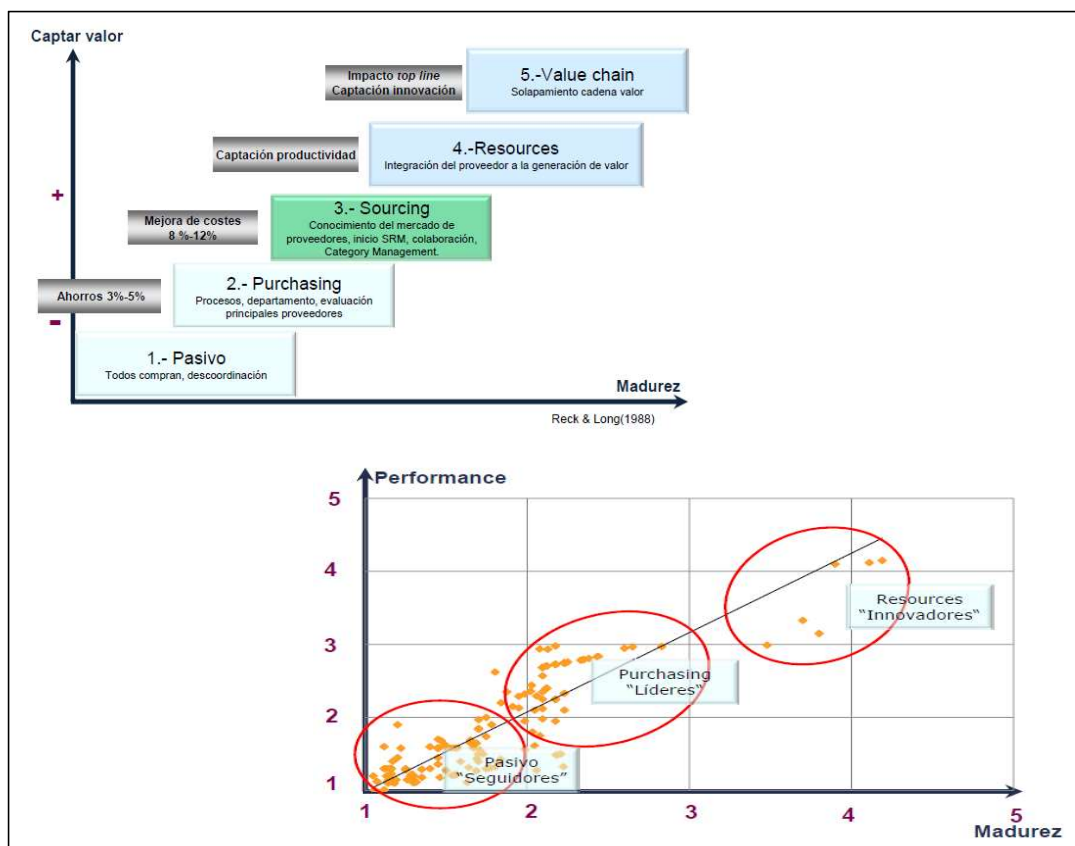 Captar valor
Impacto top line
Captación innovación
5.-Value chain
Solapamiento cadena valor
Captación productividad
4.-Resources
Integración del proveedor a la generación de valor
+
Mejora de costes
8 %-12%
3.- Sourcing
Conocimiento del mercado de
proveedores, inicio SRM, colaboración,
Category Management.
Ahorros 3%-5%
-
2.- Purchasing
Procesos, departamento, evaluación
principales proveedores
1.- Pasivo
Todos compran, descoordinación
Madurez
Reck & Long(1988)
Performance
5
4
3
2
1
Resources
"Innovadores"
Purchasing
"Líderes"
Pasivo
"Seguidores"
1 2 3 4 5
Madurez